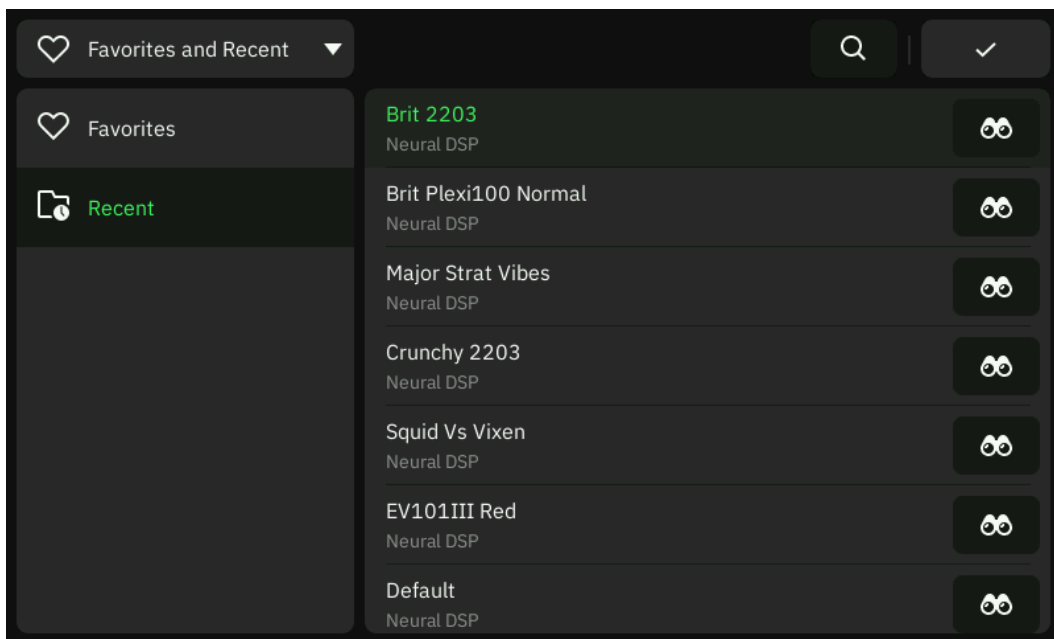 Favorites and Recent
Favorites
Recent
Brit 2203
Neural DSP
Brit Plexi100 Normal
Neural DSP
Major Strat Vibes
Neural DSP
Crunchy 2203
Neural DSP
Squid Vs Vixen
Neural DSP
EV101III Red
Neural DSP
Default
Neural DSP